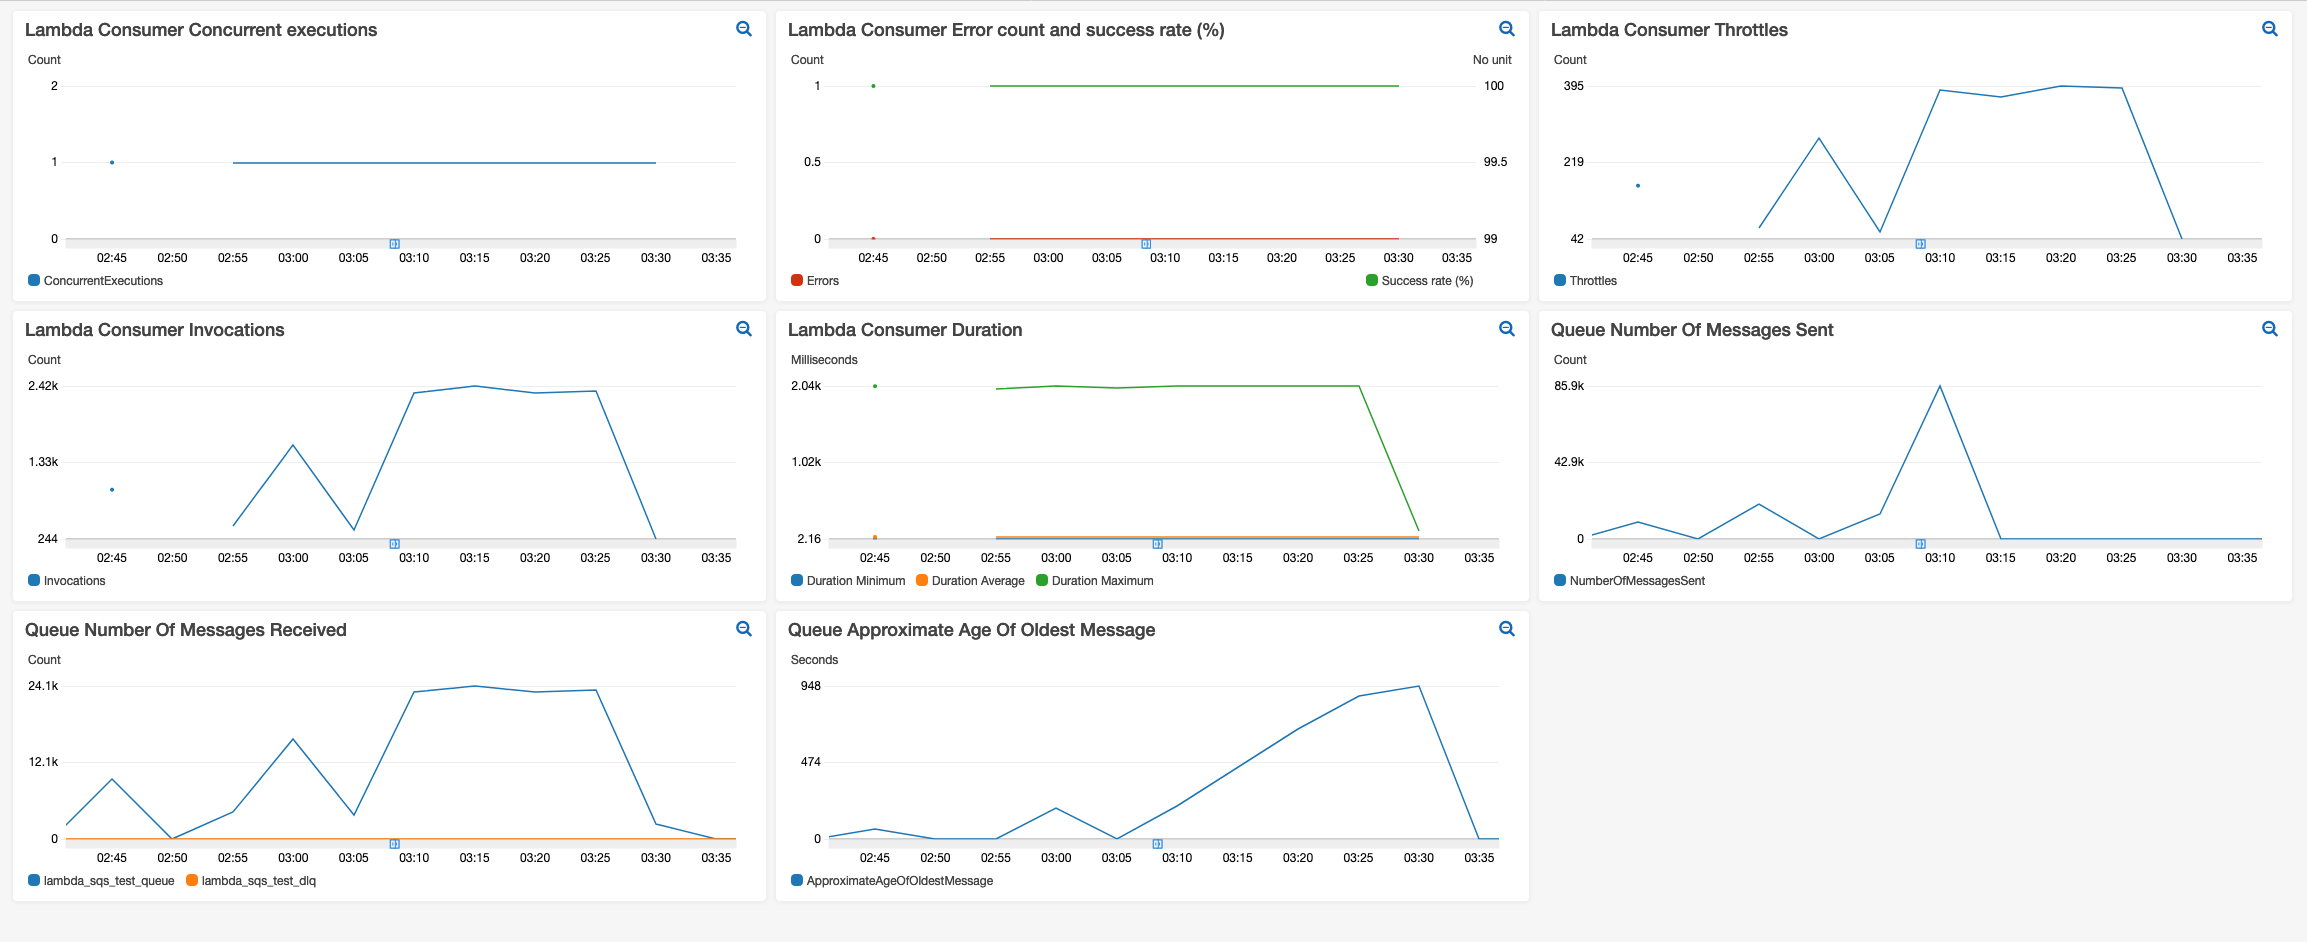 Lambda Consumer Concurrent executions
Count
2
1
0
02:45 02:50 02:55 03:00 03:05 03:10 03:15 03:20 03:25 03:30 03:35
ConcurrentExecutions
Lambda Consumer Error count and success rate (%)
Count No unit
1 100
0.5 99.5
0 99
02:45 02:50 02:55 03:00 03:05 03:10 03:15 03:20 03:25 03:30 03:35
Errors Success rate (%)
Lambda Consumer Throttles
Count
395
219
42
02:45 02:50 02:55 03:00 03:05 03:10 03:15 03:20 03:25 03:30 03:35
Throttles
Lambda Consumer Invocations
Count
2.42k
1.33k
244
02:45 02:50 02:55 03:00 03:05 03:10 03:15 03:20 03:25 03:30 03:35
Invocations
Lambda Consumer Duration
Milliseconds
2.04k
1.02k
2.16
02:45 02:50 02:55 03:00 03:05 03:10 03:15 03:20 03:25 03:30 03:35
Duration Minimum Duration Average Duration Maximum
Queue Number Of Messages Sent
Count
85.9k
42.9k
0
02:45 02:50 02:55 03:00 03:05 03:10 03:15 03:20 03:25 03:30 03:35
NumberOfMessagesSent
Queue Number Of Messages Received
Count
24.1k
12.1k
0
02:45 02:50 02:55 03:00 03:05 03:10 03:15 03:20 03:25 03:30 03:35
lambda_sqs_test_queue lambda_sqs_test_dlq
Queue Approximate Age Of Oldest Message
Seconds
948
474
0
02:45 02:50 02:55 03:00 03:05 03:10 03:15 03:20 03:25 03:30 03:35
ApproximateAgeOfOldestMessage